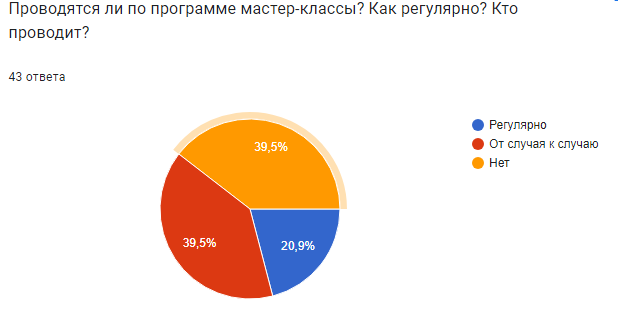 Проводятся ли по программе мастер-классы? Как регулярно? Кто
проводит?
43 ответа
39,5%
39,5%
20,9%
Регулярно
От случая к случаю
Нет